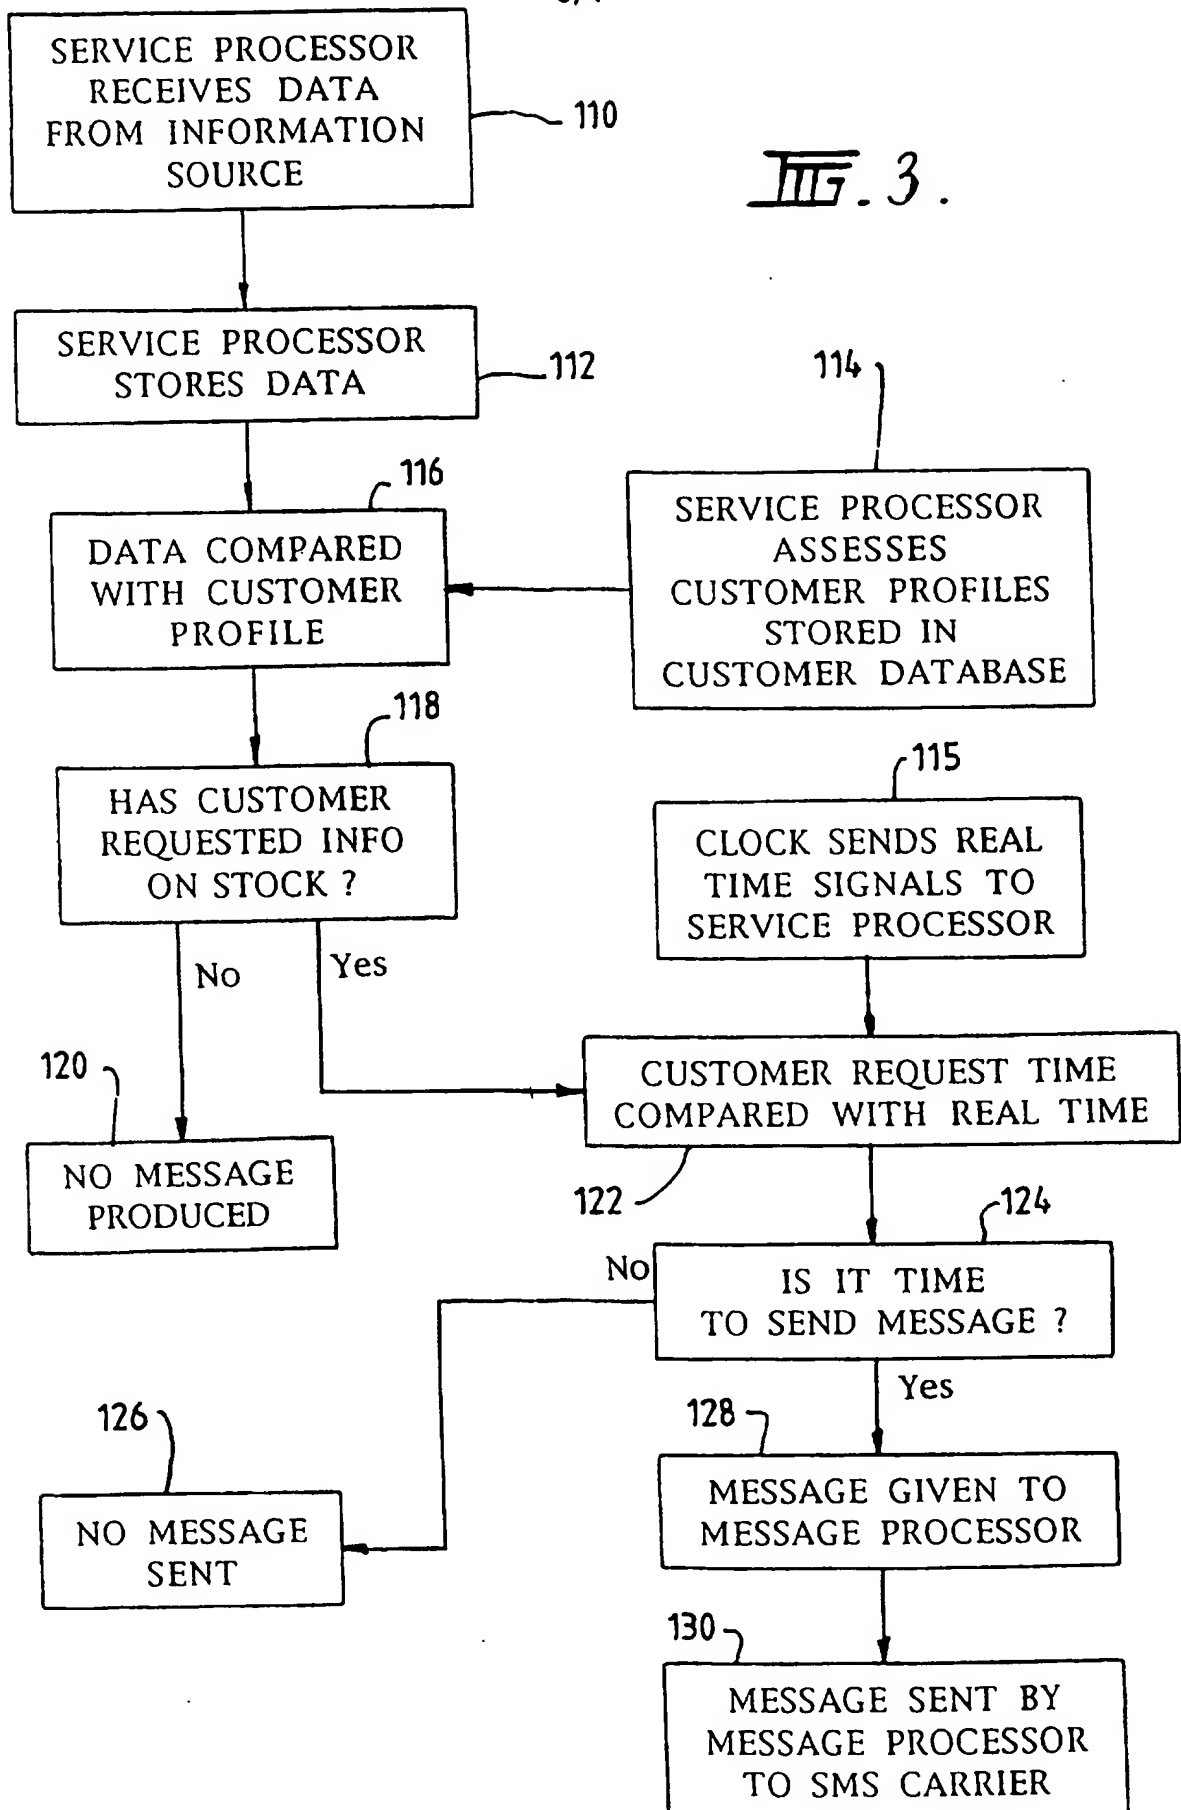 SERVICE PROCESSOR
RECEIVES DATA
FROM INFORMATION
SOURCE
110
FIG. 3.
SERVICE PROCESSOR
STORES DATA
112
114
116
DATA COMPARED
WITH CUSTOMER
PROFILE
SERVICE PROCESSOR
ASSESSES
CUSTOMER PROFILES
STORED IN
CUSTOMER DATABASE
118
HAS CUSTOMER
REQUESTED INFO
ON STOCK ?
115
CLOCK SENDS REAL
TIME SIGNALS TO
SERVICE PROCESSOR
No
Yes
120
NO MESSAGE
PRODUCED
CUSTOMER REQUEST TIME
COMPARED WITH REAL TIME
122
124
No
IS IT TIME
TO SEND MESSAGE ?
Yes
126
NO MESSAGE
SENT
128
MESSAGE GIVEN TO
MESSAGE PROCESSOR
130
MESSAGE SENT BY
MESSAGE PROCESSOR
TO SMS CARRIER